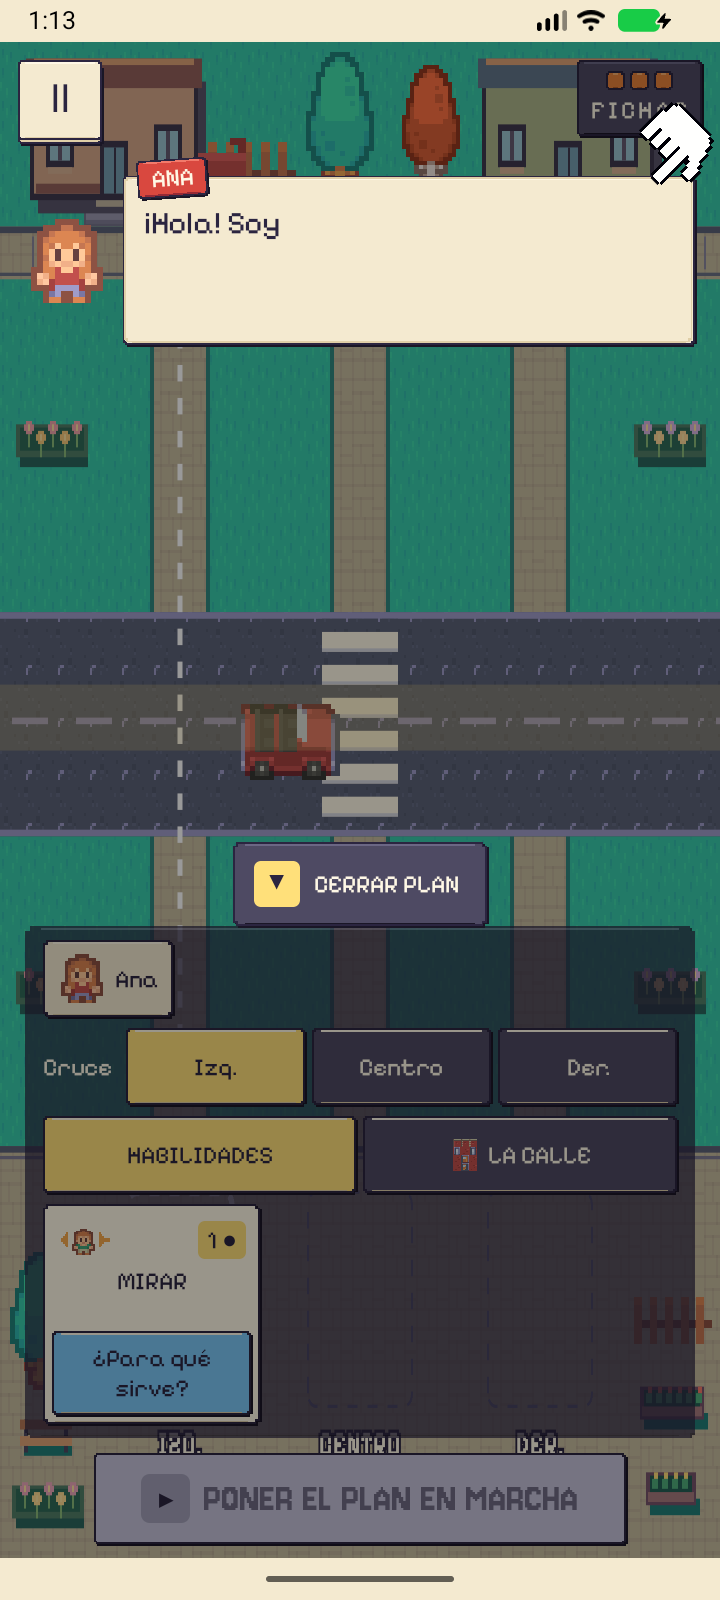 1:13
FICHAS
ANA
¡Hola! Soy
CERRAR PLAN
Ana
Cruce
Izq.
Centro
Der.
HABILIDADES
LA CALLE
1
MIRAR
¿Para qué
sirve?
IZQ.
CENTRO
DER.
PONER EL PLAN EN MARCHA